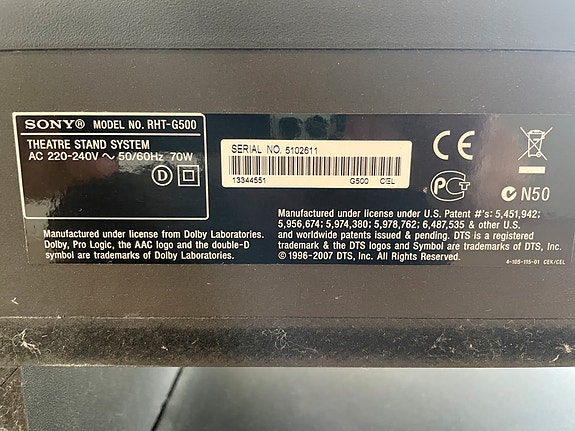 SONY® MODEL NO. RHT-G500
THEATRE STAND SYSTEM
AC 220-240V ~ 50/60Hz 70W
D
Manufactured under license from Dolby Laboratories.
Dolby, Pro Logic, the AAC logo and the double-D
symbol are trademarks of Dolby Laboratories.
SERIAL NO. 5102611
13344551 G500 CEL
CE
PCT
N50
Manufactured under license under U.S. Patent #'s: 5,451,942;
5,956,674; 5,974,380; 5,978,762; 6,487,535 & other U.S.
and worldwide patents issued & pending. DTS is a registered
trademark & the DTS logos and Symbol are trademarks of DTS, Inc.
© 1996-2007 DTS, Inc. All Rights Reserved.
4-105-115-01 CEK/CEL